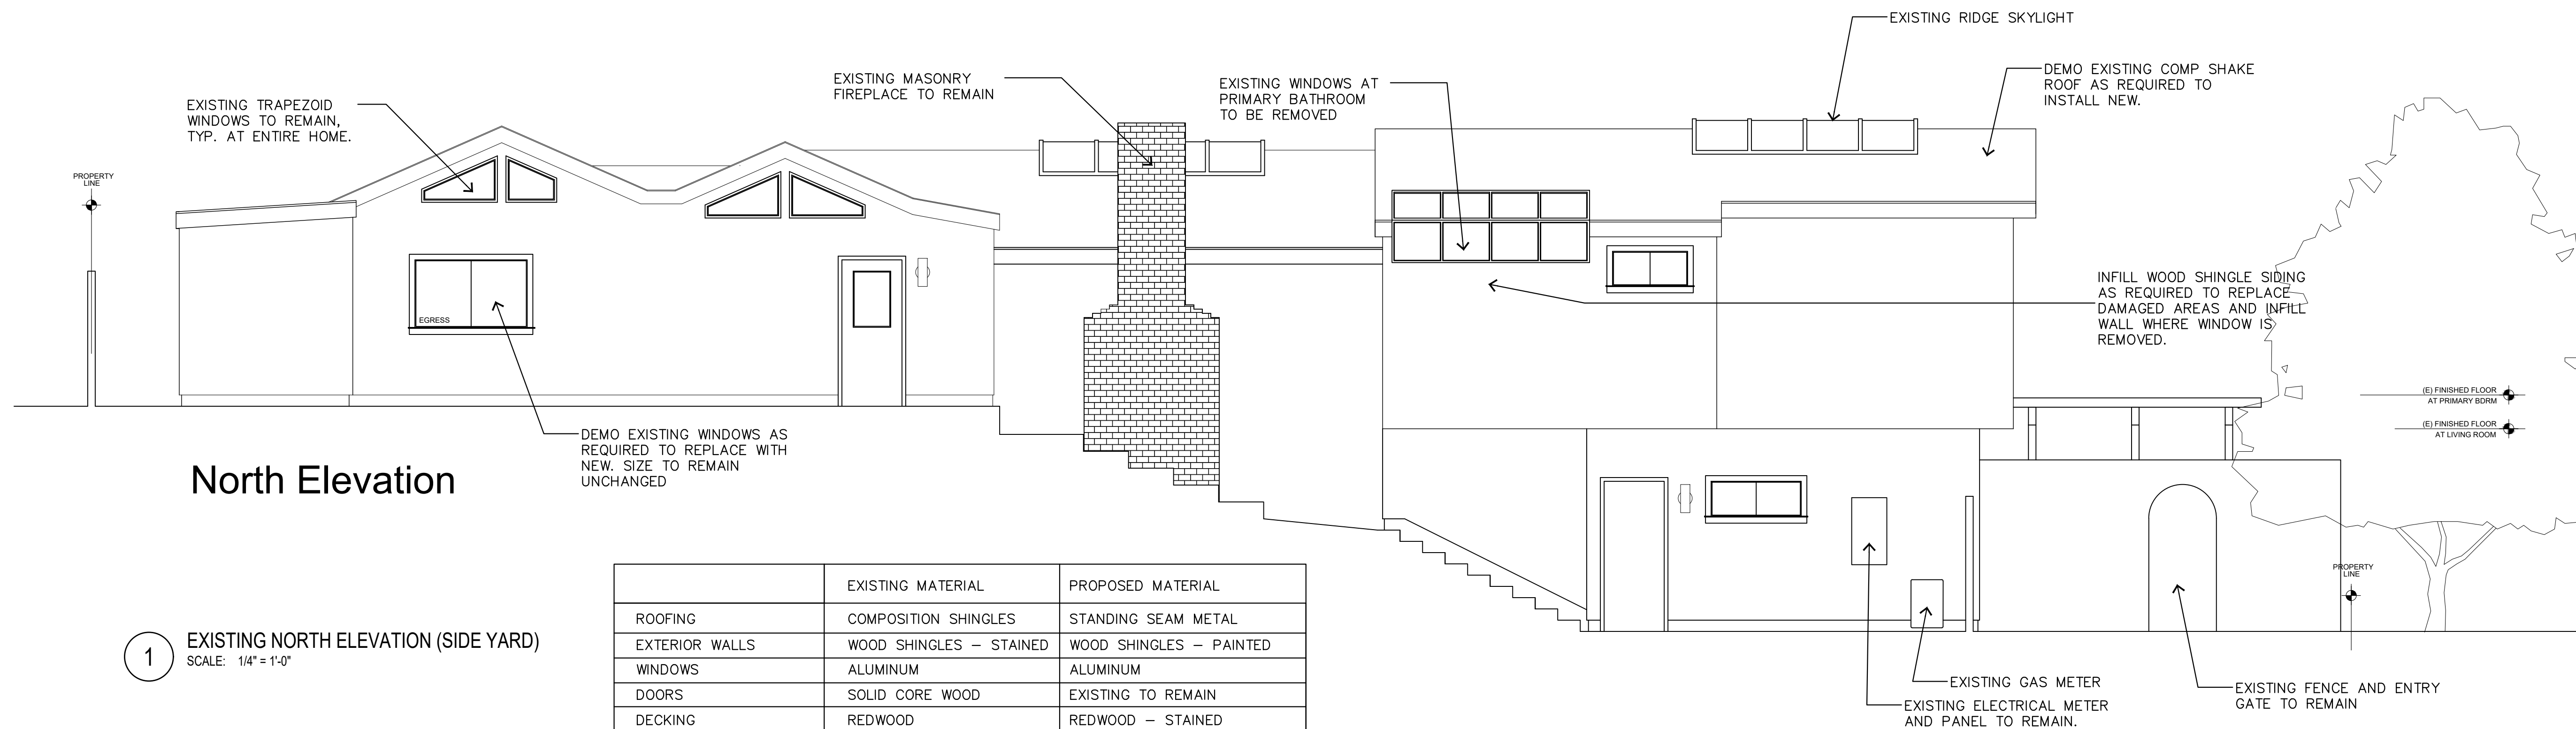 EXISTING RIDGE SKYLIGHT
DEMO EXISTING COMP SHAKE
ROOF AS REQUIRED TO
INSTALL NEW.
EXISTING MASONRY
FIREPLACE TO REMAIN
EXISTING WINDOWS AT
PRIMARY BATHROOM
TO BE REMOVED
EXISTING TRAPEZOID
WINDOWS TO REMAIN,
TYP. AT ENTIRE HOME.
PROPERTY
LINE
EGRESS
INFILL WOOD SHINGLE SIDING
AS REQUIRED TO REPLACE
DAMAGED AREAS AND INFILL
WALL WHERE WINDOW IS
REMOVED.
(E) FINISHED FLOOR
AT PRIMARY BDRM
(E) FINISHED FLOOR
AT LIVING ROOM
DEMO EXISTING WINDOWS AS
REQUIRED TO REPLACE WITH
NEW. SIZE TO REMAIN
UNCHANGED
North Elevation
PROPERTY
LINE
1
EXISTING NORTH ELEVATION (SIDE YARD)
SCALE: 1/4" = 1'-0"
EXISTING MATERIAL PROPOSED MATERIAL
ROOFING COMPOSITION SHINGLES STANDING SEAM METAL
EXTERIOR WALLS WOOD SHINGLES – STAINED WOOD SHINGLES – PAINTED
WINDOWS ALUMINUM ALUMINUM
DOORS SOLID CORE WOOD EXISTING TO REMAIN
DECKING REDWOOD REDWOOD – STAINED
EXISTING GAS METER
EXISTING ELECTRICAL METER
AND PANEL TO REMAIN.
EXISTING FENCE AND ENTRY
GATE TO REMAIN